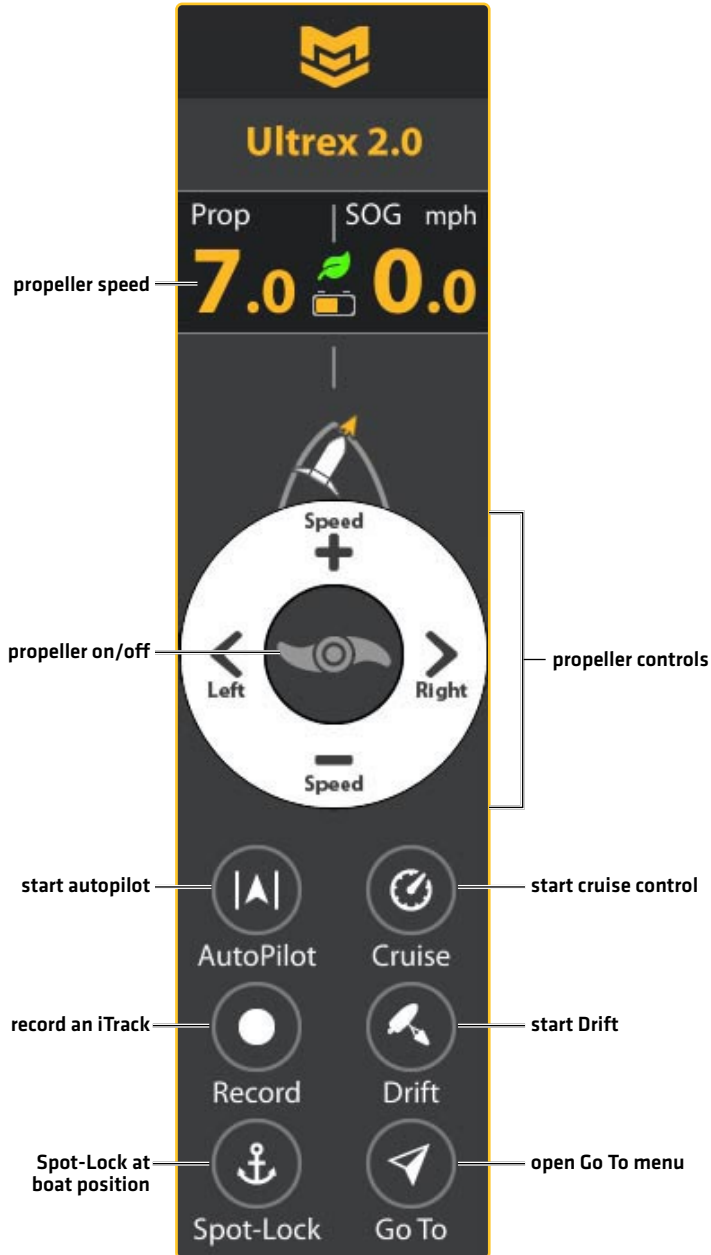 Ultrex 2.0
Prop SOG mph
propeller speed
7.0 0.0
Speed
propeller on/off
Left
Right
propeller controls
Speed
start autopilot
start cruise control
AutoPilot Cruise
record an iTrack
start Drift
Record Drift
Spot-Lock at
boat position
open Go To menu
Spot-Lock Go To